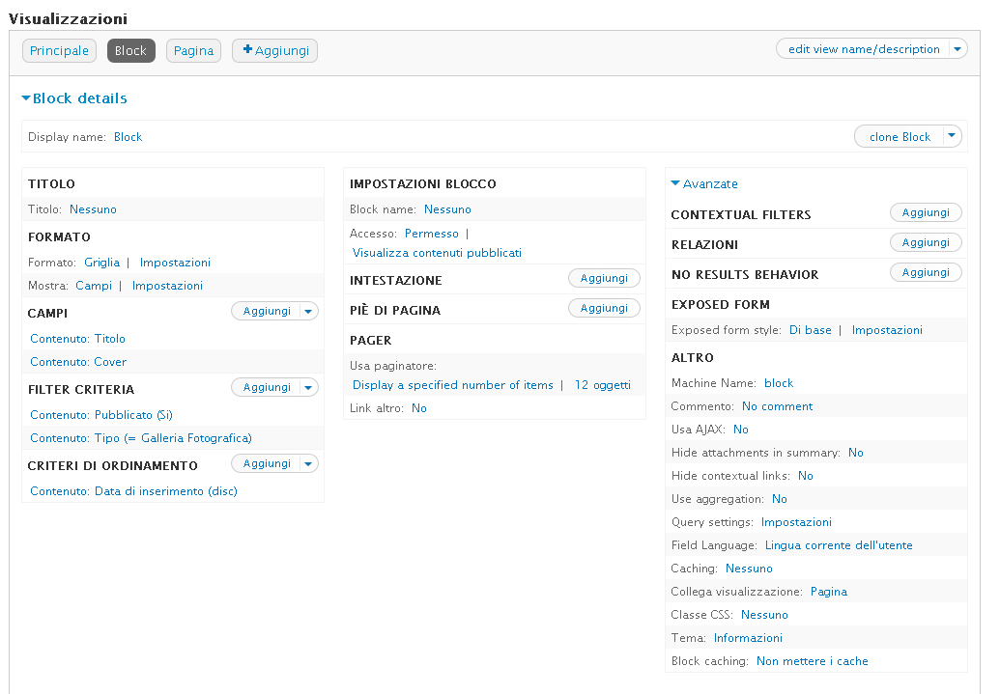 Visualizzazioni
Principale Block Pagina Aggiungi edit view name/description
Block details
Display name: Block clone Block
TITOLO
Titolo: Nessuno
FORMATO
Formato: Griglia | Impostazioni
Mostra: Campi | Impostazioni
CAMPI Aggiungi
Contenuto: Titolo
Contenuto: Cover
FILTER CRITERIA Aggiungi
Contenuto: Pubblicato (Si)
Contenuto: Tipo (= Galleria Fotografica)
CRITERI DI ORDINAMENTO Aggiungi
Contenuto: Data di inserimento (disc)
IMPOSTAZIONI BLOCCO
Block name: Nessuno
Accesso: Permesso |
Visualizza contenuti pubblicati
INTESTAZIONE Aggiungi
PIÈ DI PAGINA Aggiungi
PAGER
Usa paginatore:
Display a specified number of items | 12 oggetti
Link altro: No
Avanzate
CONTEXTUAL FILTERS Aggiungi
RELAZIONI Aggiungi
NO RESULTS BEHAVIOR Aggiungi
EXPOSED FORM
Exposed form style: Di base | Impostazioni
ALTRO
Machine Name: block
Commento: No comment
Usa AJAX: No
Hide attachments in summary: No
Hide contextual links: No
Use aggregation: No
Query settings: Impostazioni
Field Language: Lingua corrente dell'utente
Caching: Nessuno
Collega visualizzazione: Pagina
Classe CSS: Nessuno
Tema: Informazioni
Block caching: Non mettere i cache